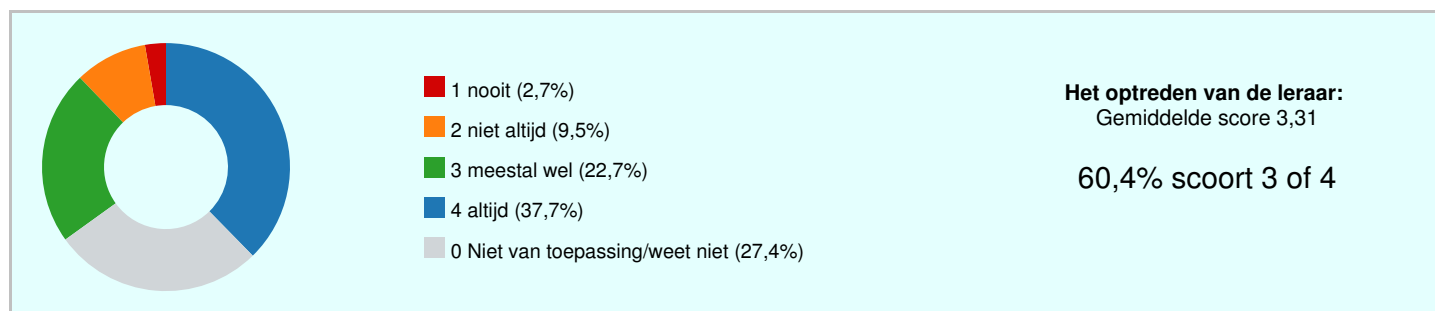 1 nooit (2,7%)
2 niet altijd (9,5%)
3 meestal wel (22,7%)
4 altijd (37,7%)
0 Niet van toepassing/weet niet (27,4%)
Het optreden van de leraar:
Gemiddelde score 3,31
60,4% scoort 3 of 4